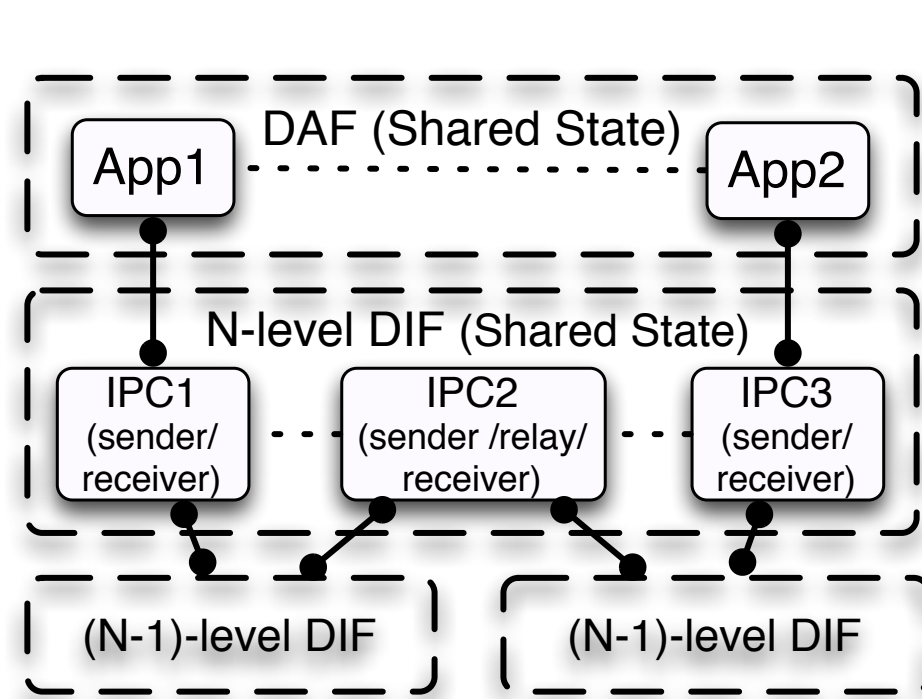 DAF (Shared State)
App1
App2
N-level DIF (Shared State)
IPC1
(sender/
receiver)
IPC2
(sender /relay/
receiver)
IPC3
(sender/
receiver)
(N-1)-level DIF
(N-1)-level DIF